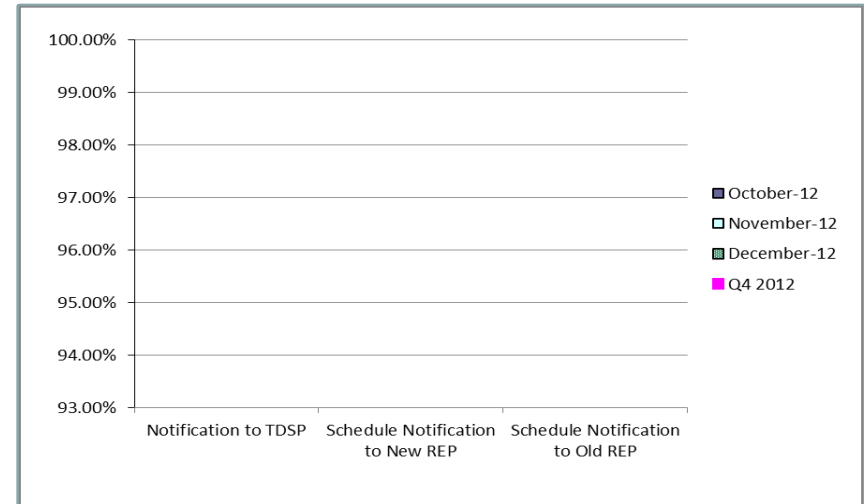 100.00%
99.00%
98.00%
97.00%
96.00%
95.00%
94.00%
93.00%
Notification to TDSP
Schedule Notification
to New REP
Schedule Notification
to Old REP
October-12
November-12
December-12
Q4 2012